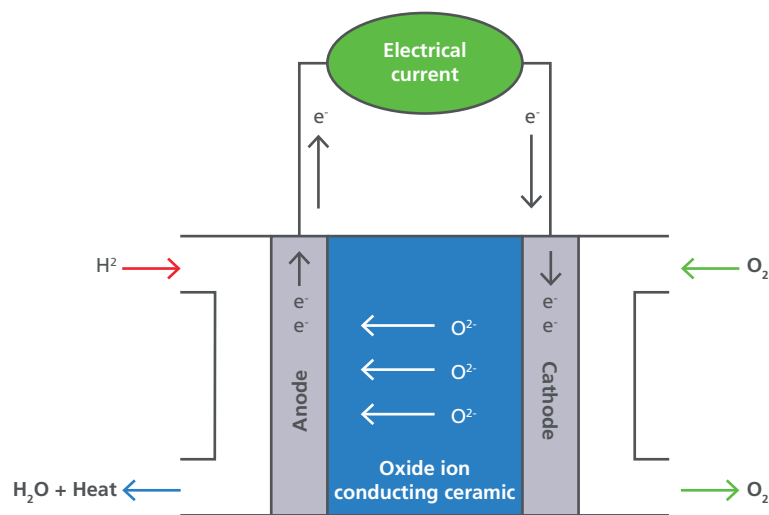 Electrical
current
e⁻
e⁻
H²
O₂
e⁻
e⁻
e⁻
e⁻
O²⁻
O²⁻
O²⁻
Anode
Cathode
Oxide ion
conducting ceramic
H₂O + Heat
O₂